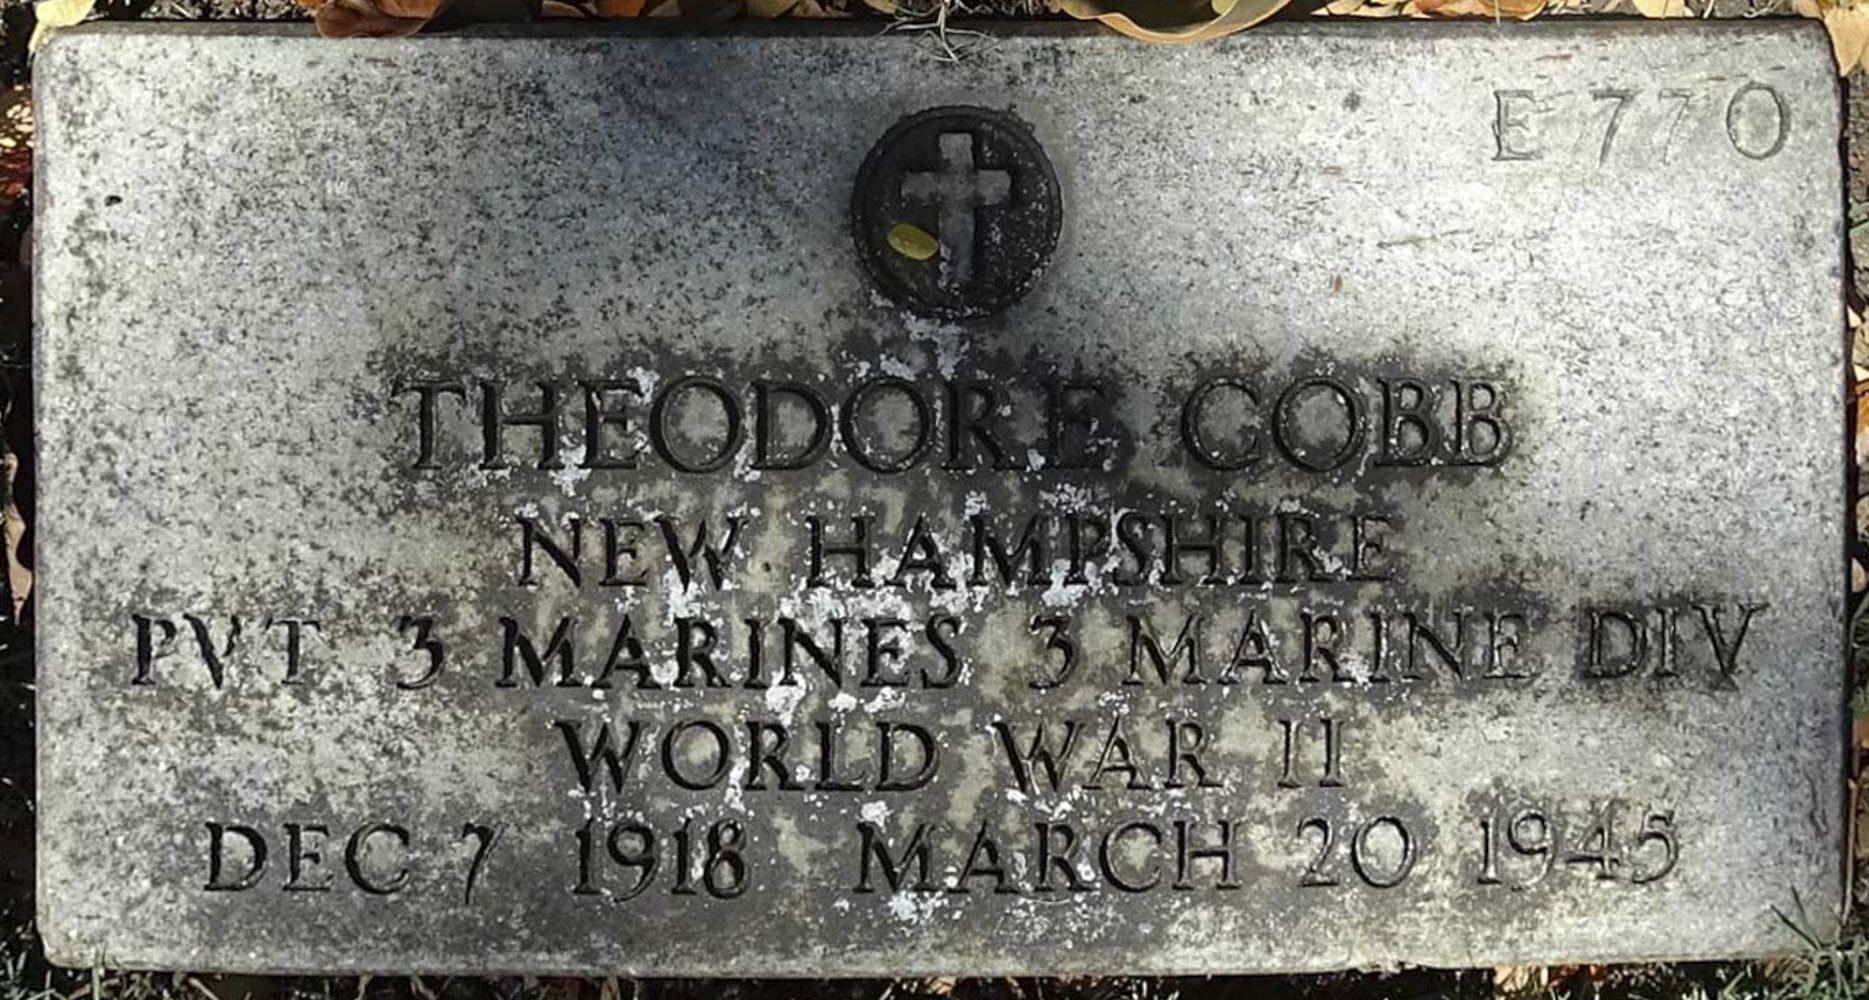 E 770
THEODORE COBB
NEW HAMPSHIRE
PVT 3 MARINES 3 MARINE DIV
WORLD WAR II
DEC 7 1918 MARCH 20 1945